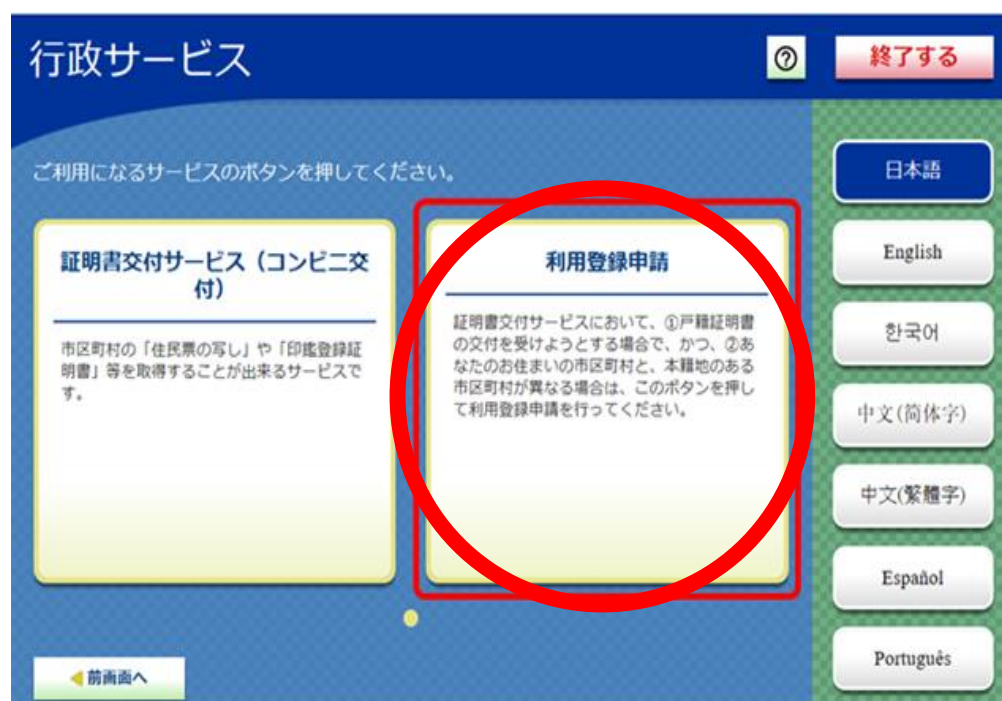 行政サービス
?
終了する
ご利用になるサービスのボタンを押してください。
証明書交付サービス（コンビニ交
付）
市区町村の「住民票の写し」や「印鑑登録証
明書」等を取得することが出来るサービスで
す。
利用登録申請
証明書交付サービスにおいて、①戸籍証明書
の交付を受けようとする場合で、かつ、②あ
なたのお住まいの市区町村と、本籍地のある
市区町村が異なる場合は、このボタンを押し
て利用登録申請を行ってください。
日本語
English
한국어
中文(简体字)
中文(繁體字)
Español
Português
前画面へ